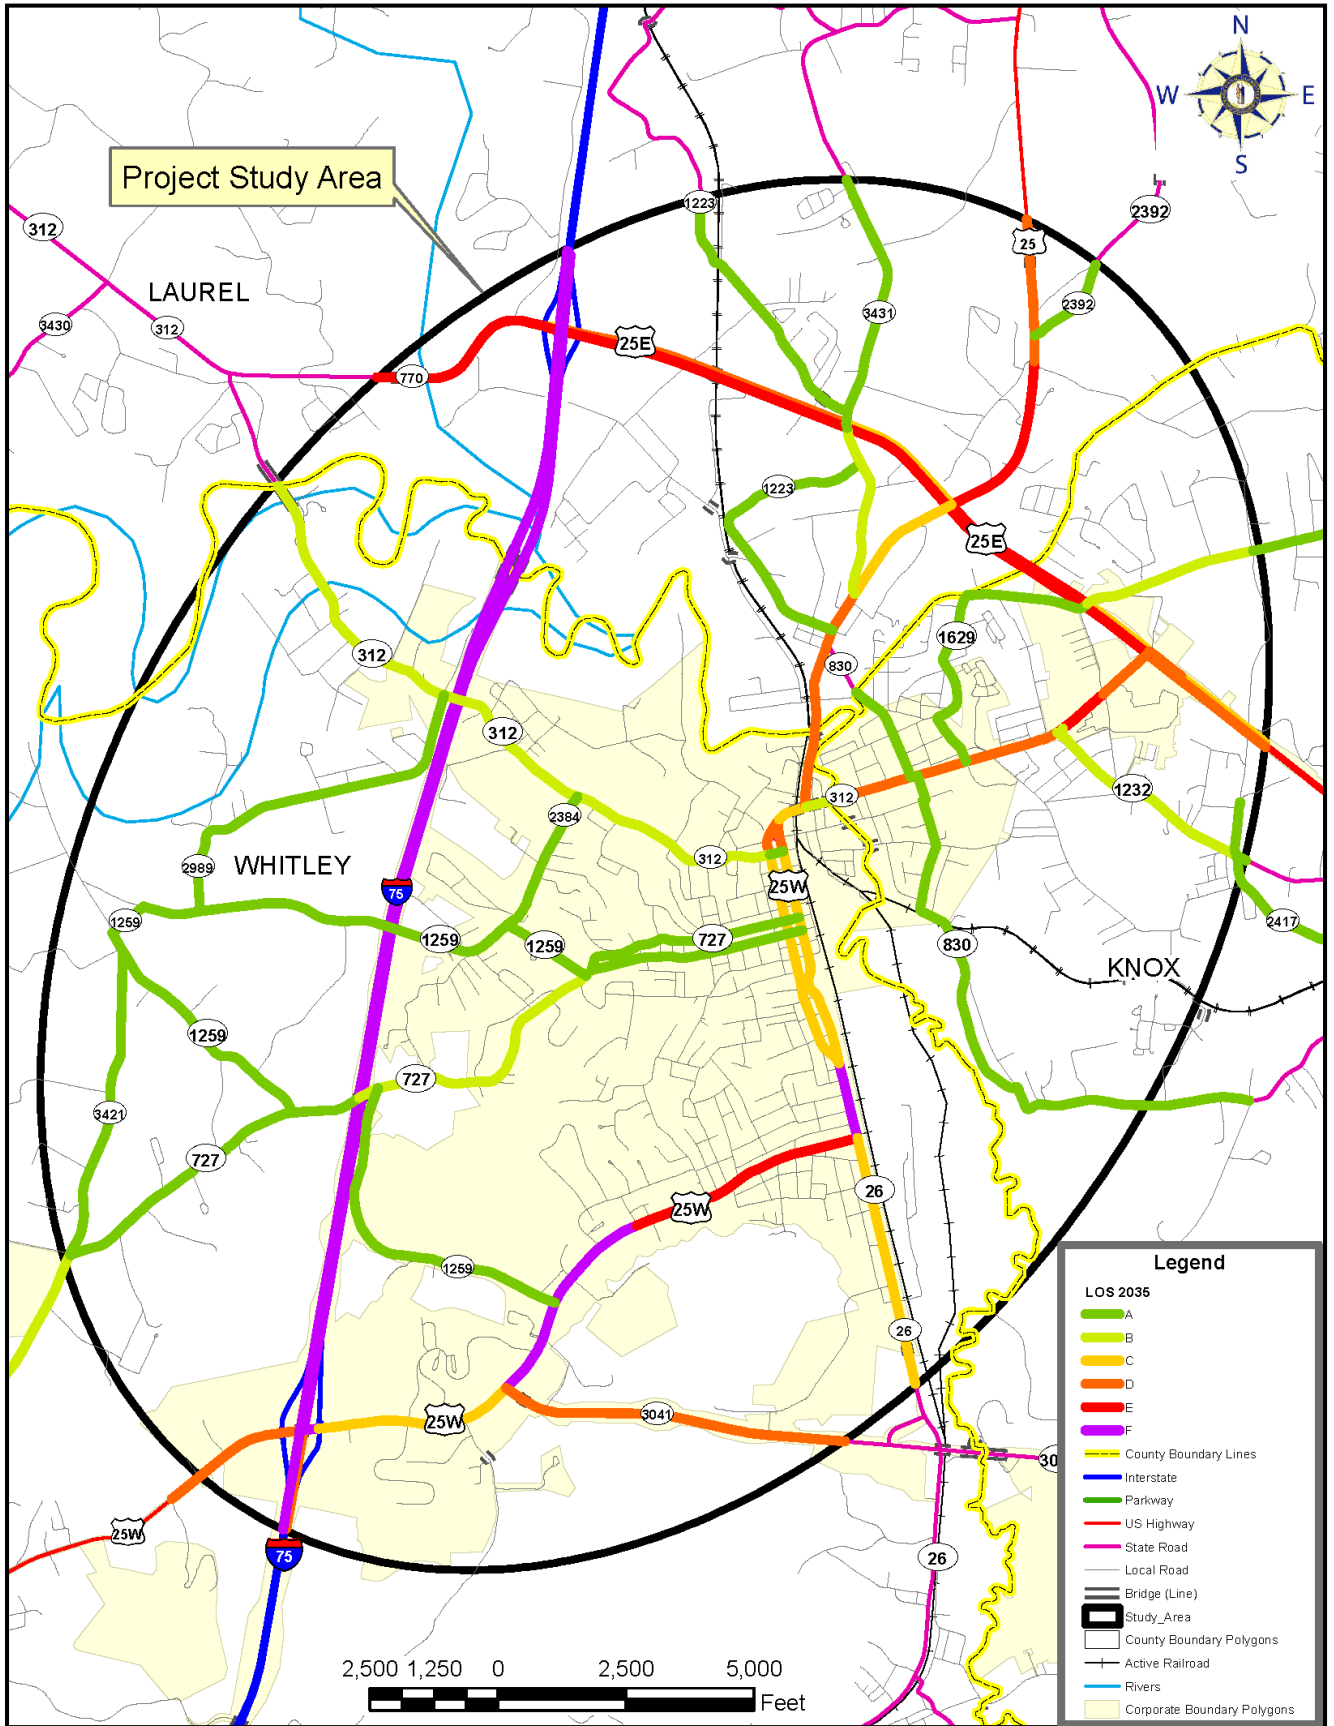 N
W
E
S
Project Study Area
312
1223
2392
25
LAUREL
2392
3430
312
3431
25E
770
1223
25E
1629
312
830
312
1232
312
2384
312
WHITLEY
2989
75
25W
1259
1259
1259
727
2417
830
KNOX
1259
727
3421
727
26
25W
1259
26
25W
3041
30
25W
75
26
Legend
LOS 2035
A
B
C
D
E
F
County Boundary Lines
Interstate
Parkway
US Highway
State Road
Local Road
Bridge (Line)
Study_Area
County Boundary Polygons
Active Railroad
Rivers
Corporate Boundary Polygons
2,500 1,250 0 2,500 5,000
Feet